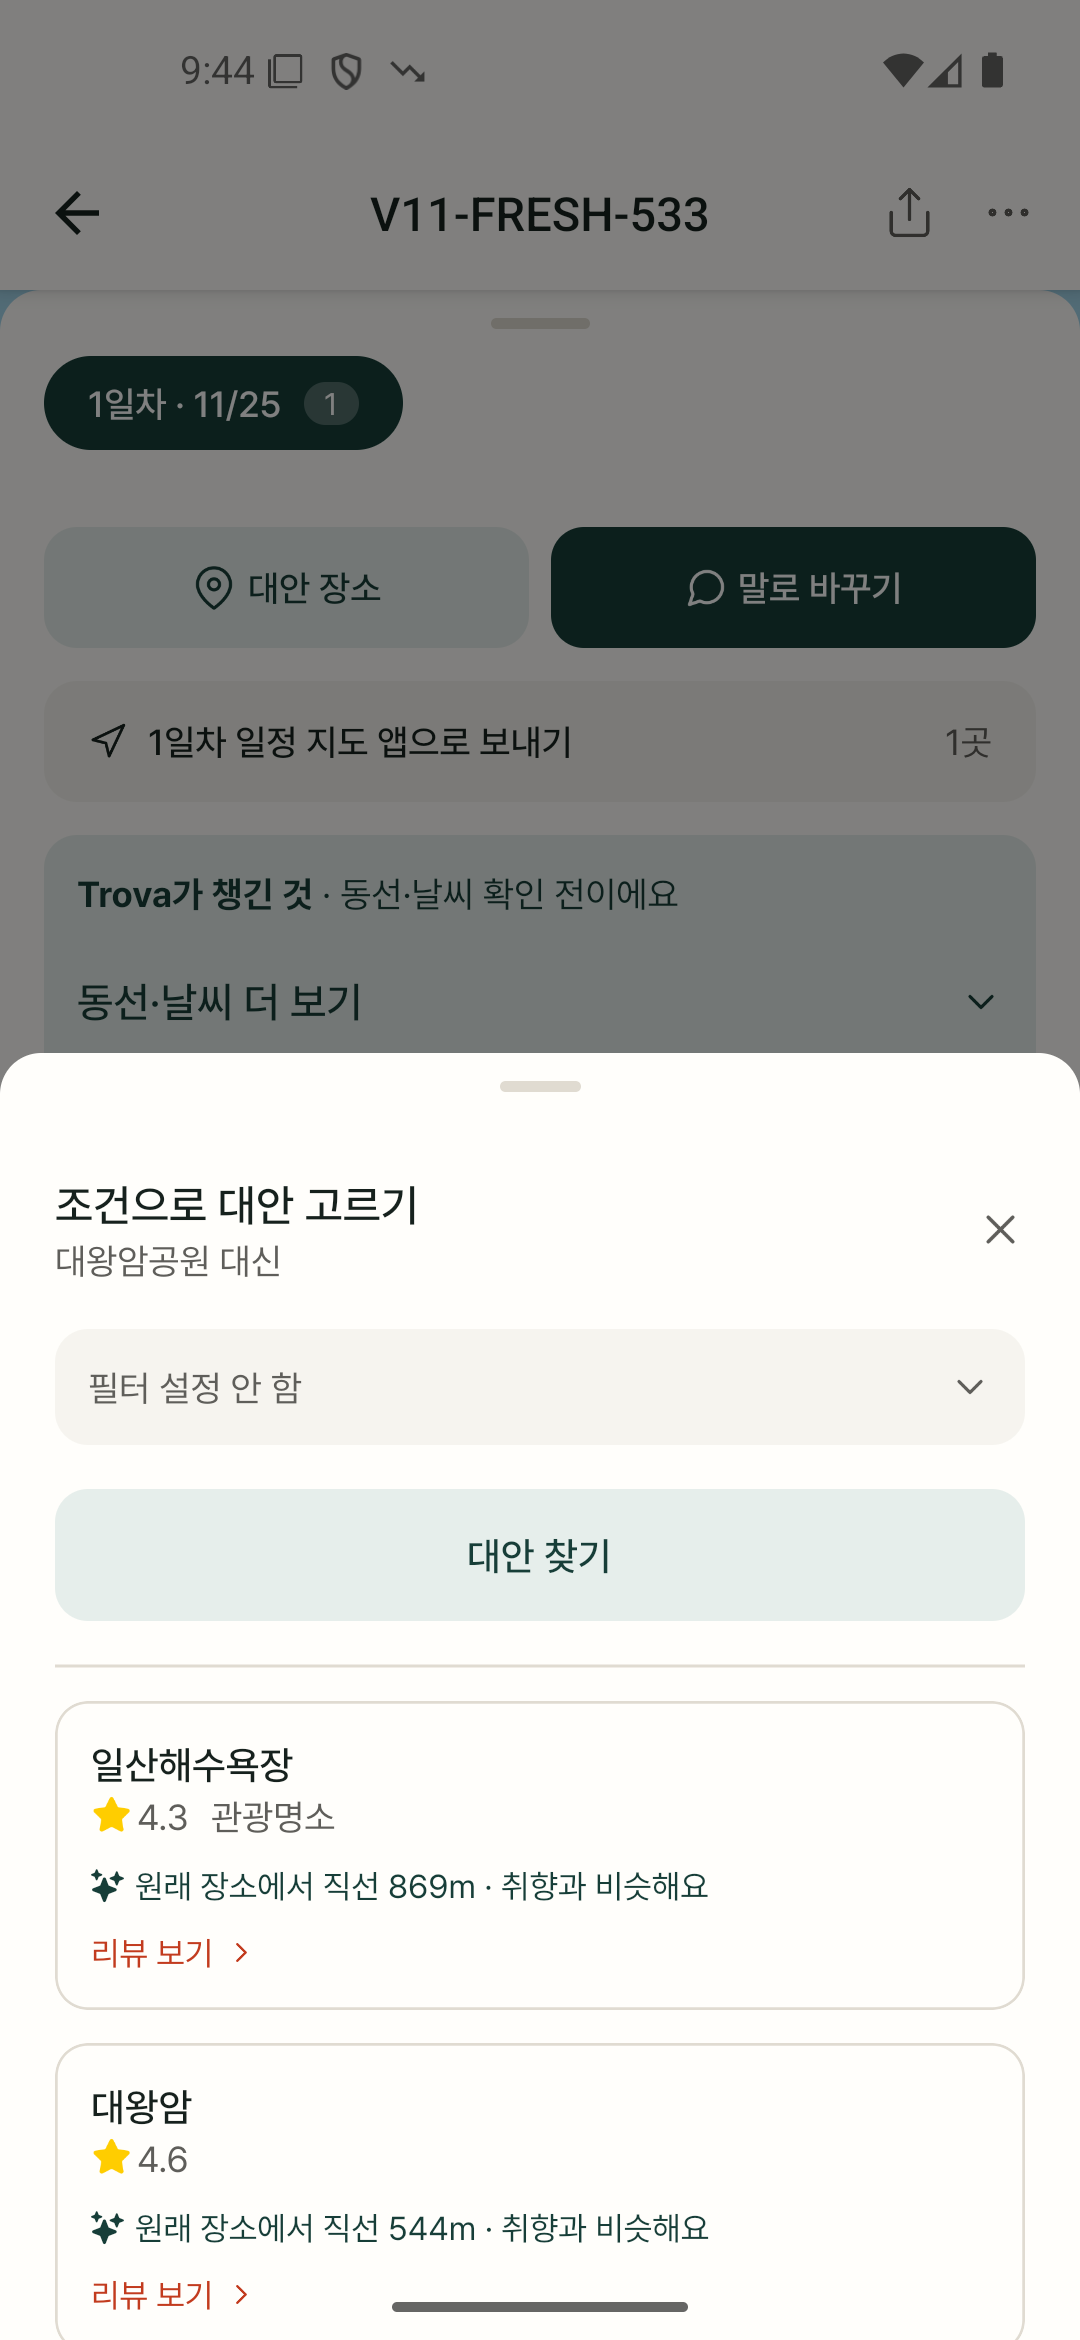 9:44
V11-FRESH-533
1일차 · 11/25 1
대안 장소
말로 바꾸기
1일차 일정 지도 앱으로 보내기 1곳
Trova가 챙긴 것 · 동선·날씨 확인 전이에요
동선·날씨 더 보기
조건으로 대안 고르기
대왕암공원 대신
필터 설정 안 함
대안 찾기
일산해수욕장
4.3 관광명소
원래 장소에서 직선 869m · 취향과 비슷해요
리뷰 보기
대왕암
4.6
원래 장소에서 직선 544m · 취향과 비슷해요
리뷰 보기